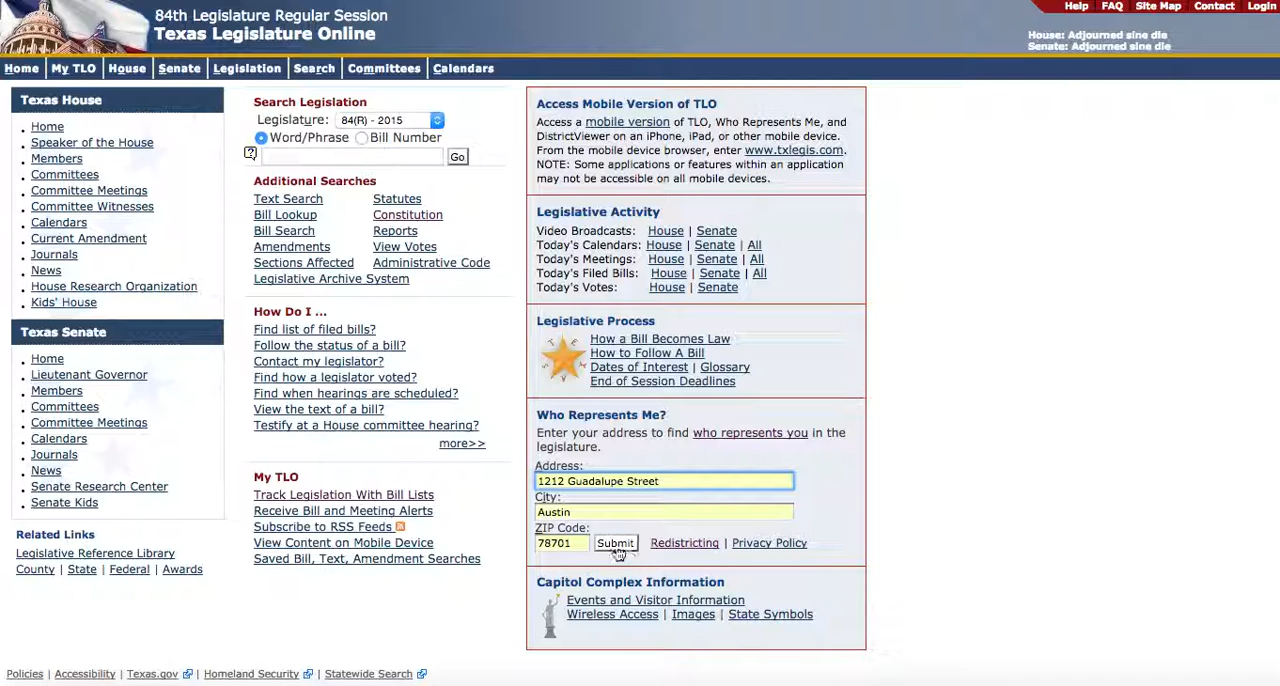 84th Legislature Regular Session
Texas Legislature Online
Help FAQ Site Map Contact Login
House: Adjourned sine die
Senate: Adjourned sine die
Home My TLO House Senate Legislation Search Committees Calendars
Texas House
Home
Speaker of the House
Members
Committees
Committee Meetings
Committee Witnesses
Calendars
Current Amendment
Journals
News
House Research Organization
Kids' House
Texas Senate
Home
Lieutenant Governor
Members
Committees
Committee Meetings
Calendars
Journals
News
Senate Research Center
Senate Kids
Related Links
Legislative Reference Library
County | State | Federal | Awards
Search Legislation
Legislature: 84(R) - 2015
Word/Phrase Bill Number
? Go
Additional Searches
Text Search Statutes
Bill Lookup Constitution
Bill Search Reports
Amendments View Votes
Sections Affected Administrative Code
Legislative Archive System
How Do I ...
Find list of filed bills?
Follow the status of a bill?
Contact my legislator?
Find how a legislator voted?
Find when hearings are scheduled?
View the text of a bill?
Testify at a House committee hearing?
more>>
My TLO
Track Legislation With Bill Lists
Receive Bill and Meeting Alerts
Subscribe to RSS Feeds
View Content on Mobile Device
Saved Bill, Text, Amendment Searches
Access Mobile Version of TLO
Access a mobile version of TLO, Who Represents Me, and
DistrictViewer on an iPhone, iPad, or other mobile device.
From the mobile device browser, enter www.txlegis.com.
NOTE: Some applications or features within an application
may not be accessible on all mobile devices.
Legislative Activity
Video Broadcasts: House | Senate
Today's Calendars: House | Senate | All
Today's Meetings: House | Senate | All
Today's Filed Bills: House | Senate | All
Today's Votes: House | Senate
Legislative Process
How a Bill Becomes Law
How to Follow A Bill
Dates of Interest | Glossary
End of Session Deadlines
Who Represents Me?
Enter your address to find who represents you in the
legislature.
Address:
1212 Guadalupe Street
City:
Austin
ZIP Code:
78701 Submit Redistricting | Privacy Policy
Capitol Complex Information
Events and Visitor Information
Wireless Access | Images | State Symbols
Policies | Accessibility | Texas.gov | Homeland Security | Statewide Search